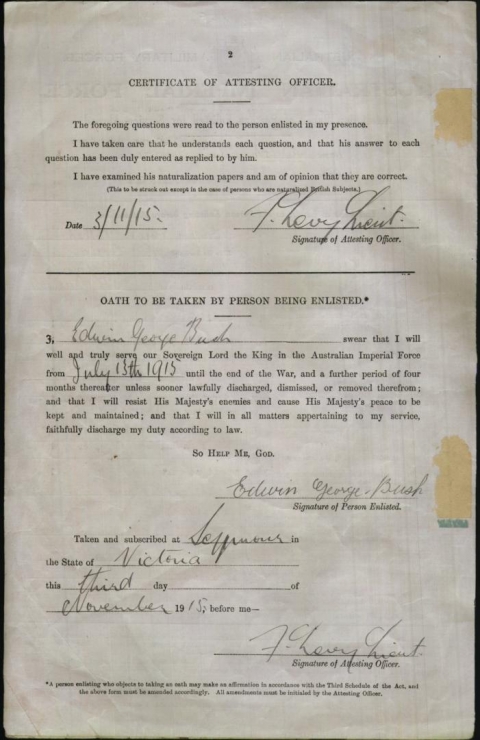 2
CERTIFICATE OF ATTESTING OFFICER.
The foregoing questions were read to the person enlisted in my presence.
I have taken care that he understands each question, and that his answer to each
question has been duly entered as replied to by him.
I have examined his naturalization papers and am of opinion that they are correct.
(This to be struck out except in the case of persons who are naturalized British Subjects.)
Date 3/11/15. F. Levy Lieut.
Signature of Attesting Officer.
OATH TO BE TAKEN BY PERSON BEING ENLISTED.*
I, Edwin George Bush swear that I will
well and truly serve our Sovereign Lord the King in the Australian Imperial Force
from July 15th 1915 until the end of the War, and a further period of four
months thereafter unless sooner lawfully discharged, dismissed, or removed therefrom;
and that I will resist His Majesty's enemies and cause His Majesty's peace to be
kept and maintained; and that I will in all matters appertaining to my service,
faithfully discharge my duty according to law.
SO HELP ME, GOD.
Edwin George Bush
Signature of Person Enlisted.
Taken and subscribed at Seymour in
the State of Victoria
this third day of
November 1915, before me—
F. Levy Lieut.
Signature of Attesting Officer.
*A person enlisting who objects to taking an oath may make an affirmation in accordance with the Third Schedule of the Act, and
the above form must be amended accordingly. All amendments must be initialed by the Attesting Officer.